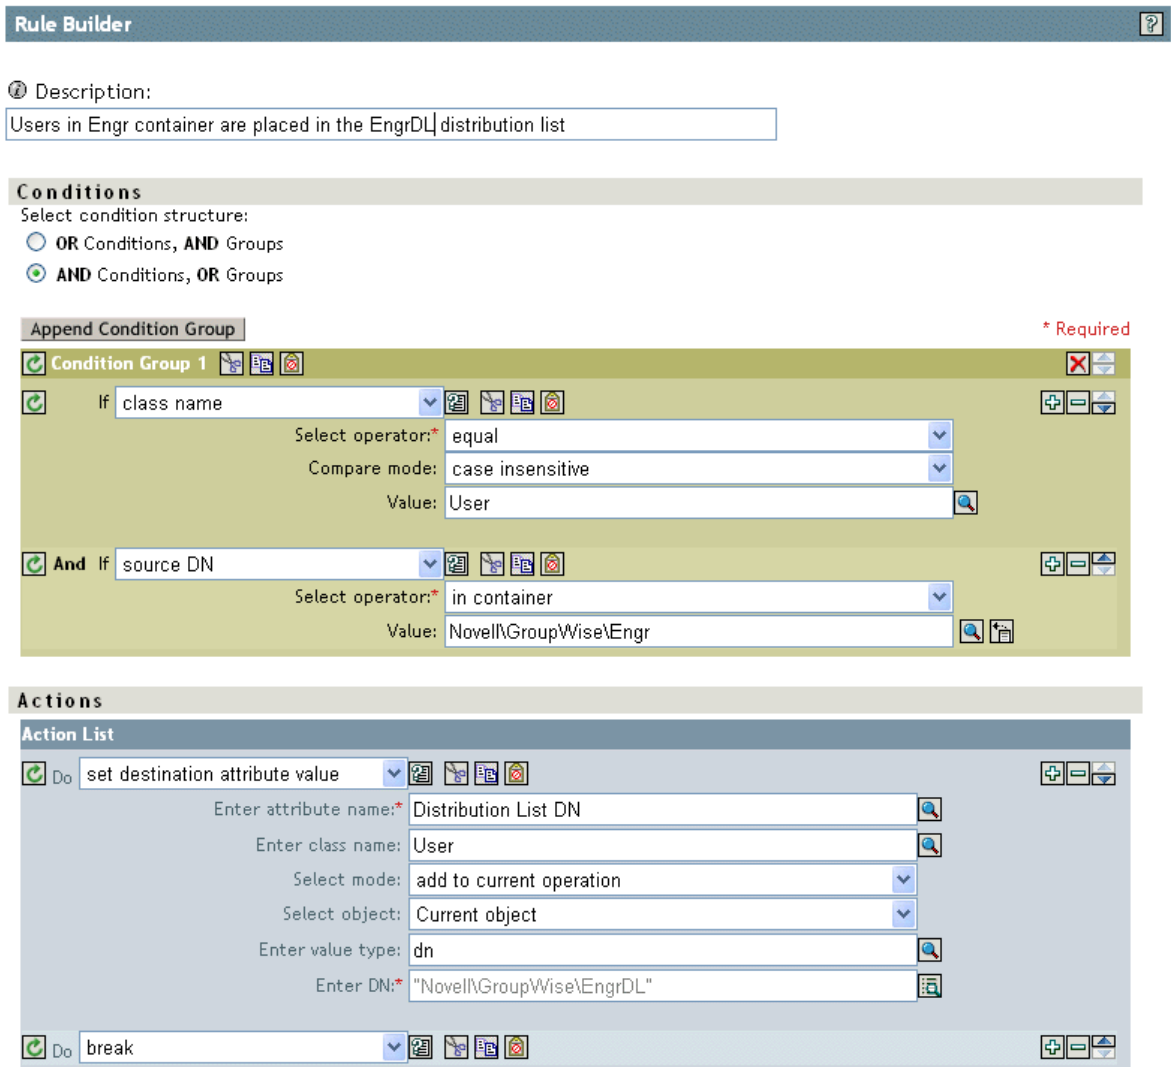 Rule Builder
Description:
Users in Engr container are placed in the EngrDL distribution list
Conditions
Select condition structure:
OR Conditions, AND Groups
AND Conditions, OR Groups
Append Condition Group
* Required
Condition Group 1
If class name
Select operator:* equal
Compare mode: case insensitive
Value: User
And If source DN
Select operator:* in container
Value: Novell\GroupWise\Engr
Actions
Action List
Do set destination attribute value
Enter attribute name:* Distribution List DN
Enter class name: User
Select mode: add to current operation
Select object: Current object
Enter value type: dn
Enter DN:* "Novell\GroupWise\EngrDL"
Do break